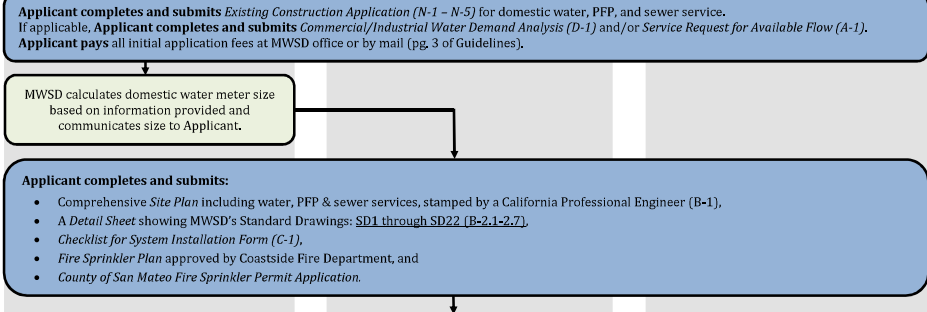 Applicant completes and submits Existing Construction Application (N-1 – N-5) for domestic water, PFP, and sewer service.
If applicable, Applicant completes and submits Commercial/Industrial Water Demand Analysis (D-1) and/or Service Request for Available Flow (A-1).
Applicant pays all initial application fees at MWSD office or by mail (pg. 3 of Guidelines).
MWSD calculates domestic water meter size
based on information provided and
communicates size to Applicant.
Applicant completes and submits:
• Comprehensive Site Plan including water, PFP & sewer services, stamped by a California Professional Engineer (B-1),
• A Detail Sheet showing MWSD's Standard Drawings: SD1 through SD22 (B-2.1-2.7),
• Checklist for System Installation Form (C-1),
• Fire Sprinkler Plan approved by Coastside Fire Department, and
• County of San Mateo Fire Sprinkler Permit Application.